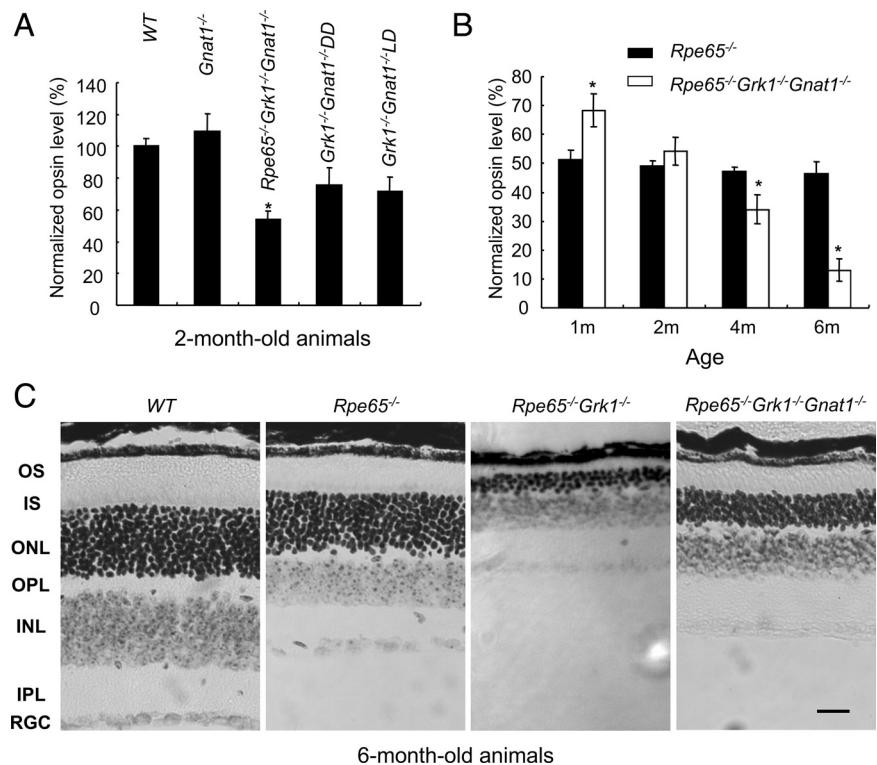 A
WT
Gnat1-/-
Rpe65-/-Grk1-/-Gnat1-/-
Grk1-/-Gnat1-/-DD
Grk1-/-Gnat1-/-LD
Normalized opsin level (%)
140
120
100
80
60
40
20
0
*
2-month-old animals
B
Rpe65-/-
Rpe65-/-Grk1-/-Gnat1-/-
Normalized opsin level (%)
80
70
60
50
40
30
20
10
0
*
*
*
1m 2m 4m 6m
Age
C
WT Rpe65-/- Rpe65-/-Grk1-/- Rpe65-/-Grk1-/-Gnat1-/-
OS
IS
ONL
OPL
INL
IPL
RGC
6-month-old animals